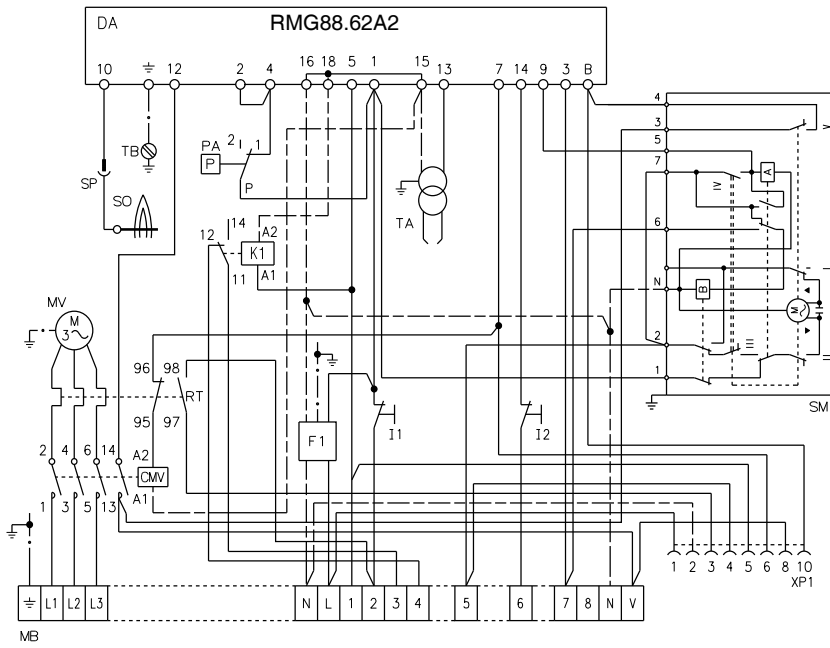 DA RMG88.62A2
10 12 2 4 16 18 5 1 15 13 7 14 9 3 B
4
3
V
5
7
A
IV
6
N
B
M
2
III
II
1
SM
TB
SP
SO
PA P 2 1
P
TA
12 14
A2
K1
11 A1
MV
M
3
96 98
RT
95 97
F1
I1
I2
2 4 6 14 A2
CMV
1 3 5 13 A1
1 2 3 4 5 6 8 10
XP1
L1 L2 L3 N L 1 2 3 4 5 6 7 8 N V
MB